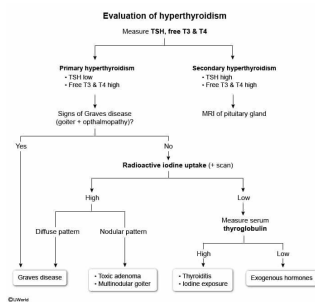 Evaluation of hyperthyroidism
Measure TSH, free T3 & T4
Primary hyperthyroidism
• TSH low
• Free T3 & T4 high
Secondary hyperthyroidism
• TSH high
• Free T3 & T4 high
Signs of Graves disease
(goiter + opthalmopathy)?
MRI of pituitary gland
Yes
No
Radioactive iodine uptake (+ scan)
High
Low
Measure serum
thyroglobulin
Diffuse pattern
Nodular pattern
High
Low
Graves disease
• Toxic adenoma
• Multinodular goiter
• Thyroiditis
• Iodine exposure
Exogenous hormones
©UWorld